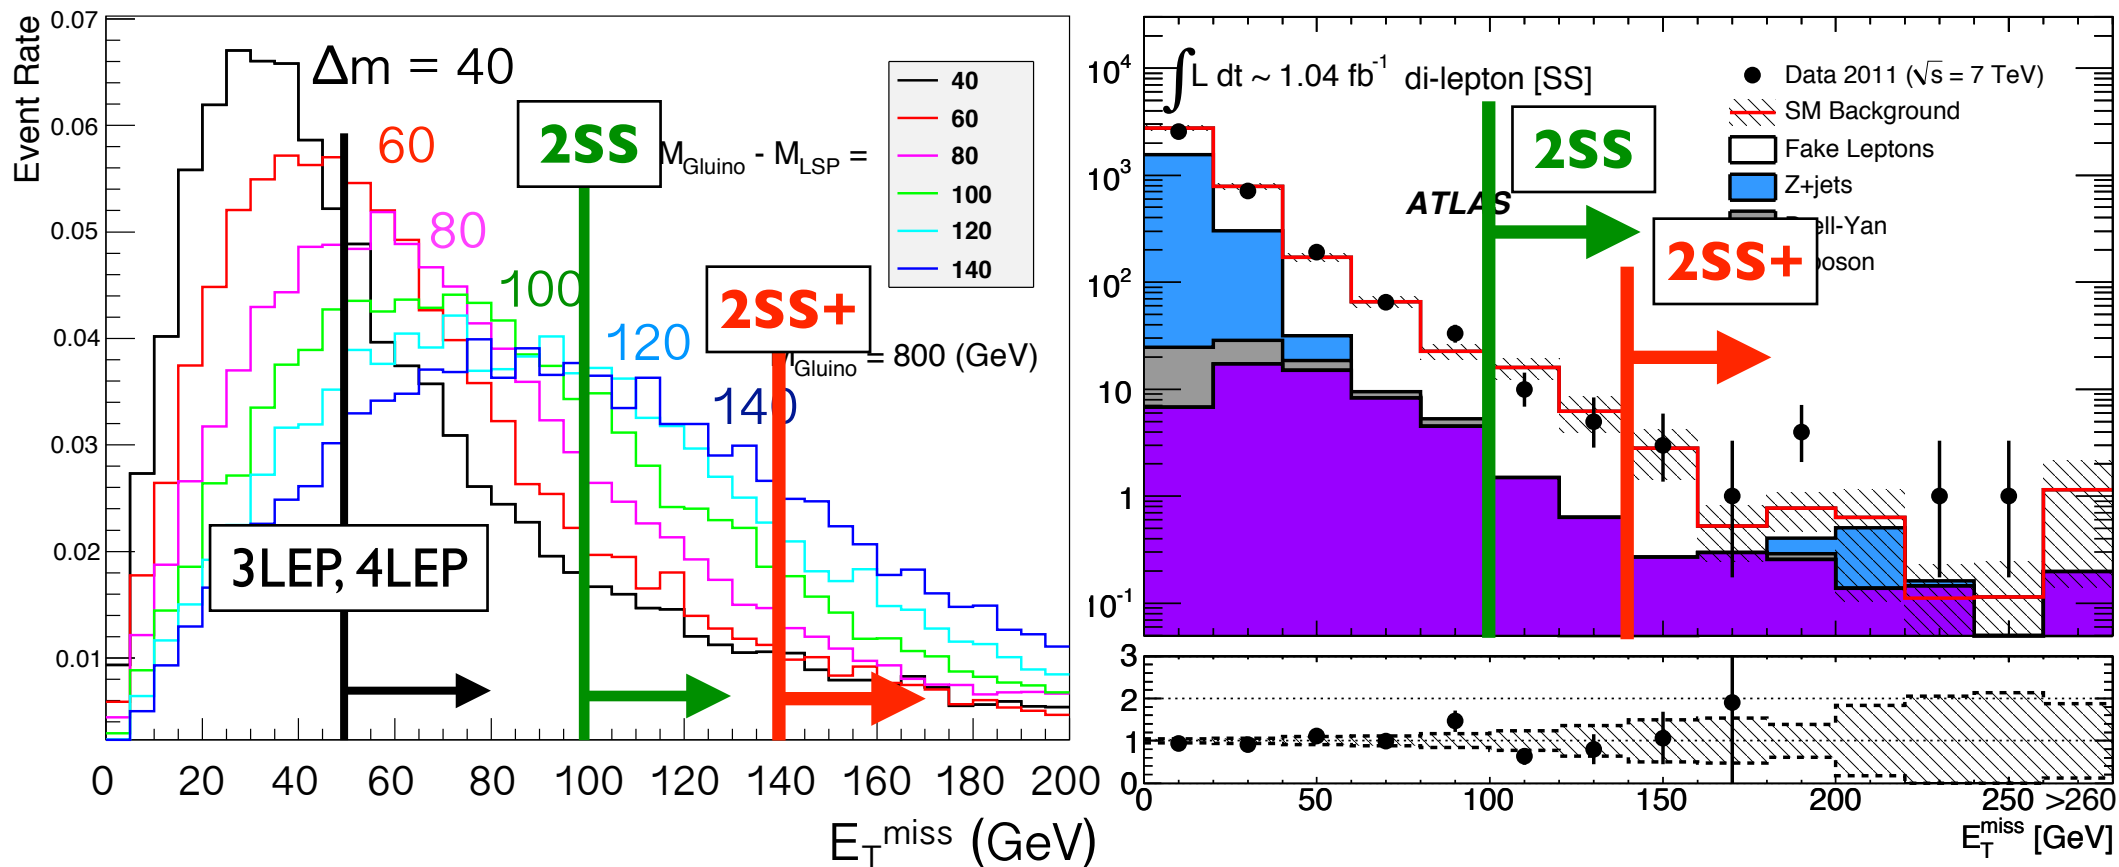 Event Rate
0.07
0.06
0.05
0.04
0.03
0.02
0.01
Δm = 40
60
80
100
120
140
2SS
2SS+
3LEP, 4LEP
M_Gluino - M_LSP =
40
60
80
100
120
140
_Gluino = 800 (GeV)
0 20 40 60 80 100 120 140 160 180 200
E_T^miss (GeV)
∫L dt ~ 1.04 fb^-1 di-lepton [SS]
ATLAS
2SS
2SS+
Data 2011 (√s = 7 TeV)
SM Background
Fake Leptons
Z+jets
ell-Yan
boson
10^4
10^3
10^2
10
1
10^-1
3
2
1
0
0 50 100 150 200 250 >260
E_T^miss [GeV]